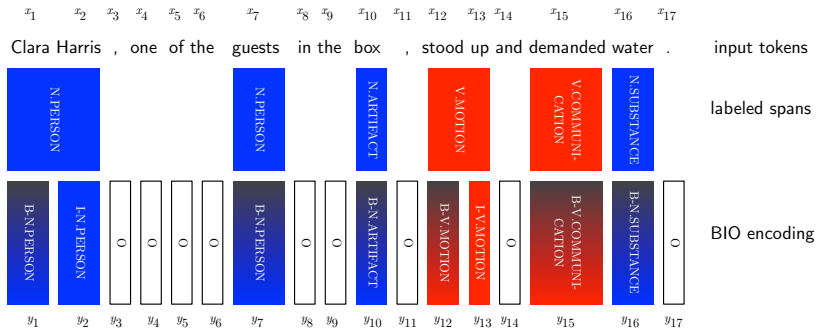 x1 x2 x3 x4 x5 x6 x7 x8 x9 x10 x11 x12 x13 x14 x15 x16 x17
Clara Harris , one of the guests in the box , stood up and demanded water . input tokens
N.PERSON N.PERSON N.ARTIFACT V.MOTION V.COMMUNI-CATION N.SUBSTANCE labeled spans
B-N.PERSON I-N.PERSON O O O O B-N.PERSON O O B-N.ARTIFACT O B-V.MOTION I-V.MOTION O B-V.COMMUNI-CATION B-N.SUBSTANCE O BIO encoding
y1 y2 y3 y4 y5 y6 y7 y8 y9 y10 y11 y12 y13 y14 y15 y16 y17